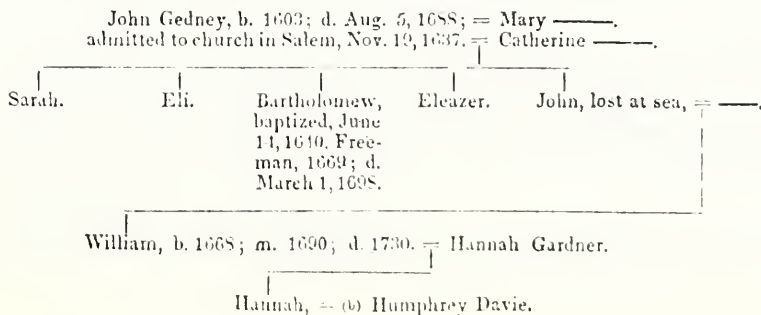 John Gedney, b. 1603; d. Aug. 5, 1688; = Mary ———.
admitted to church in Salem, Nov. 19, 1637. = Catherine ———.
Sarah. Eli. Bartholomew, Eleazer. John, lost at sea, = ———.
baptized, June
14, 1640. Free-
man, 1669; d.
March 1, 1698.
William, b. 1668; m. 1690; d. 1730. = Hannah Gardner.
Hannah, = (b) Humphrey Davie.